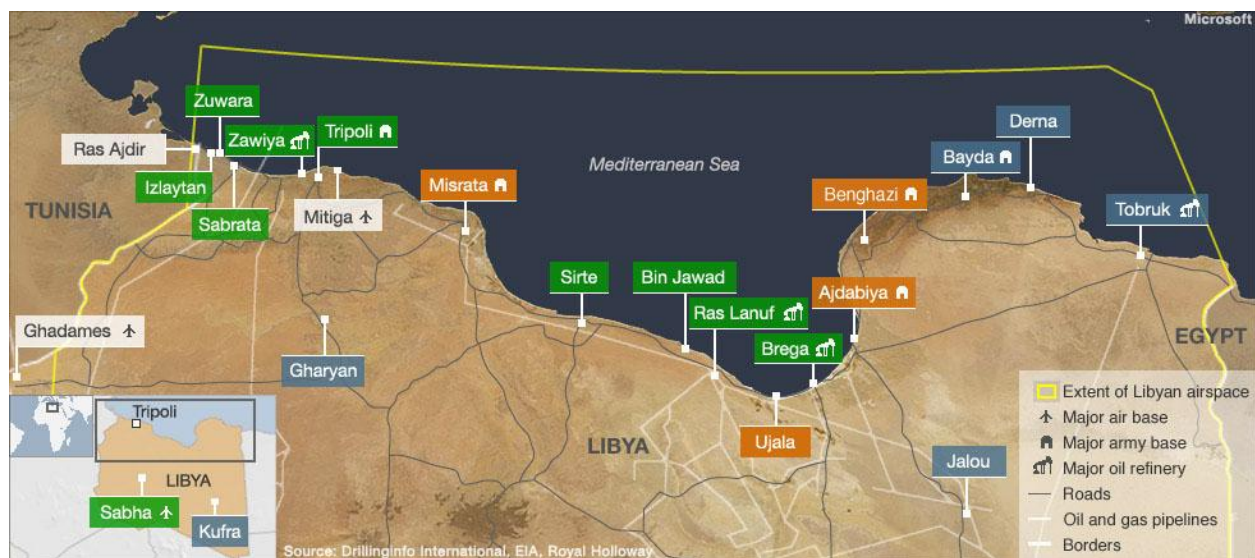 Microsoft
Zuwara
Zawiya
Tripoli
Ras Ajdir
Izlaytan
Sabrata
Mitiga
Misrata
Mediterranean Sea
Derna
Bayda
Benghazi
Tobruk
TUNISIA
Sirte
Bin Jawad
Ras Lanuf
Brega
Ajdabiya
EGYPT
Ghadames
Gharyan
LIBYA
Ujala
Jalou
Tripoli
LIBYA
Sabha
Kufra
Extent of Libyan airspace
Major air base
Major army base
Major oil refinery
Roads
Oil and gas pipelines
Borders
Source: DrillingInfo International, EIA, Royal Holloway